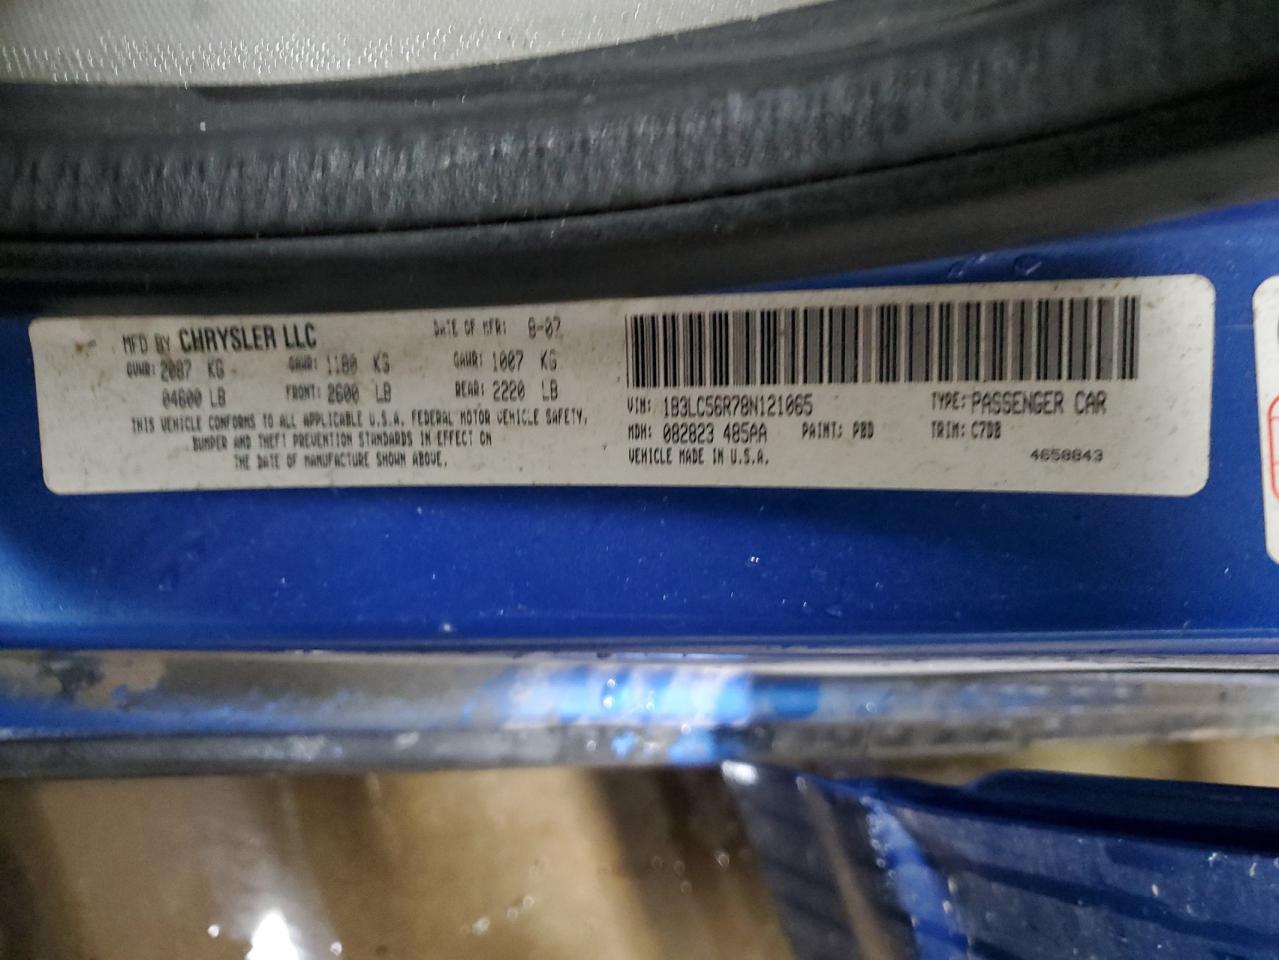 MFD BY CHRYSLER LLC DATE OF MFR: 8-07
GVWR: 2087 KG GAWR: 1180 KG GAWR: 1007 KG
04600 LB FRONT: 2600 LB REAR: 2220 LB
THIS VEHICLE CONFORMS TO ALL APPLICABLE U.S.A. FEDERAL MOTOR VEHICLE SAFETY,
BUMPER AND THEFT PREVENTION STANDARDS IN EFFECT ON
THE DATE OF MANUFACTURE SHOWN ABOVE.
VIN: 1B3LC56R78N121065 TYPE: PASSENGER CAR
MDH: 082823 485AA PAINT: PBD TRIM: C7DB
VEHICLE MADE IN U.S.A. 4658843